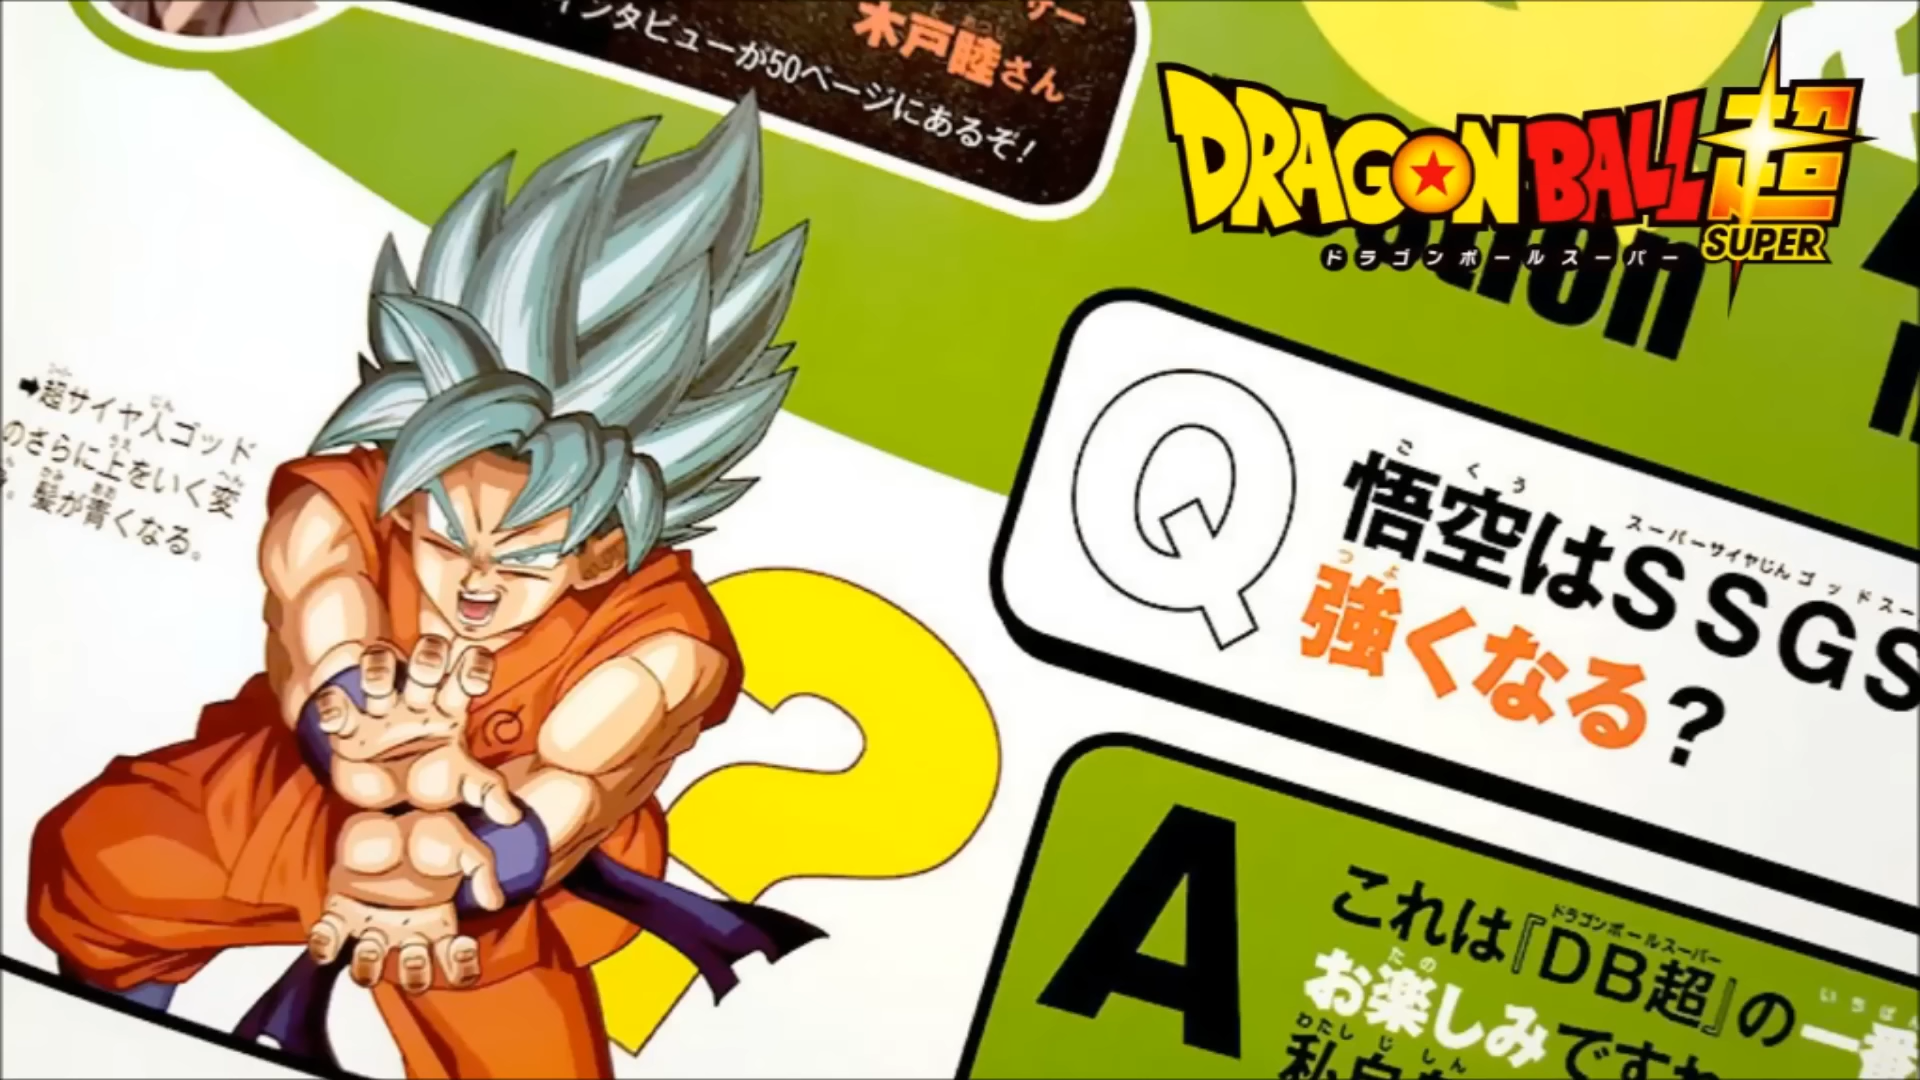 ンタビューが50ページにあるぞ!
木戸睦さん
DRAGON BALL超
SUPER
ドラゴンボールスーパー
➡超サイヤ人ゴッド
のさらに上をいく変
。髪が青くなる。
Q
悟空はSSGS
強くなる?
A
これは『DB超』の一番
お楽しみですね